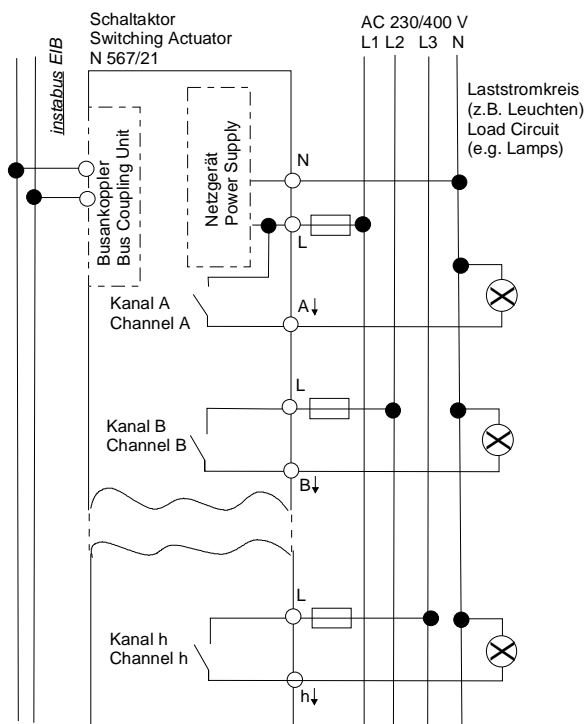 Schaltaktor
Switching Actuator
N 567/21
instabus EIB
AC 230/400 V
L1 L2 L3 N
Laststromkreis
(z.B. Leuchten)
Load Circuit
(e.g. Lamps)
Busankoppler
Bus Coupling Unit
Netzgerät
Power Supply
N
L
Kanal A
Channel A
A↓
L
Kanal B
Channel B
B↓
L
Kanal h
Channel h
h↓